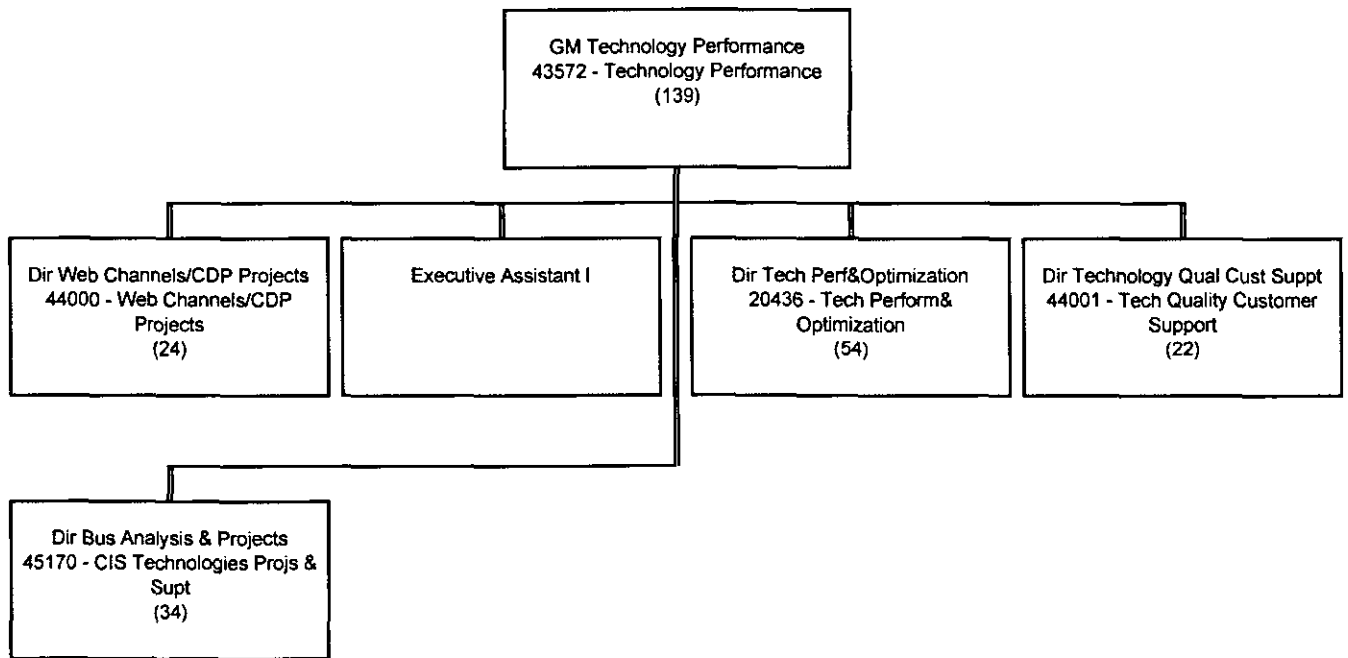 GM Technology Performance
43572 - Technology Performance
(139)
Dir Web Channels/CDP Projects
44000 - Web Channels/CDP
Projects
(24)
Executive Assistant I
Dir Tech Perf&Optimization
20436 - Tech Perform&
Optimization
(54)
Dir Technology Qual Cust Suppt
44001 - Tech Quality Customer
Support
(22)
Dir Bus Analysis & Projects
45170 - CIS Technologies Projs &
Supt
(34)